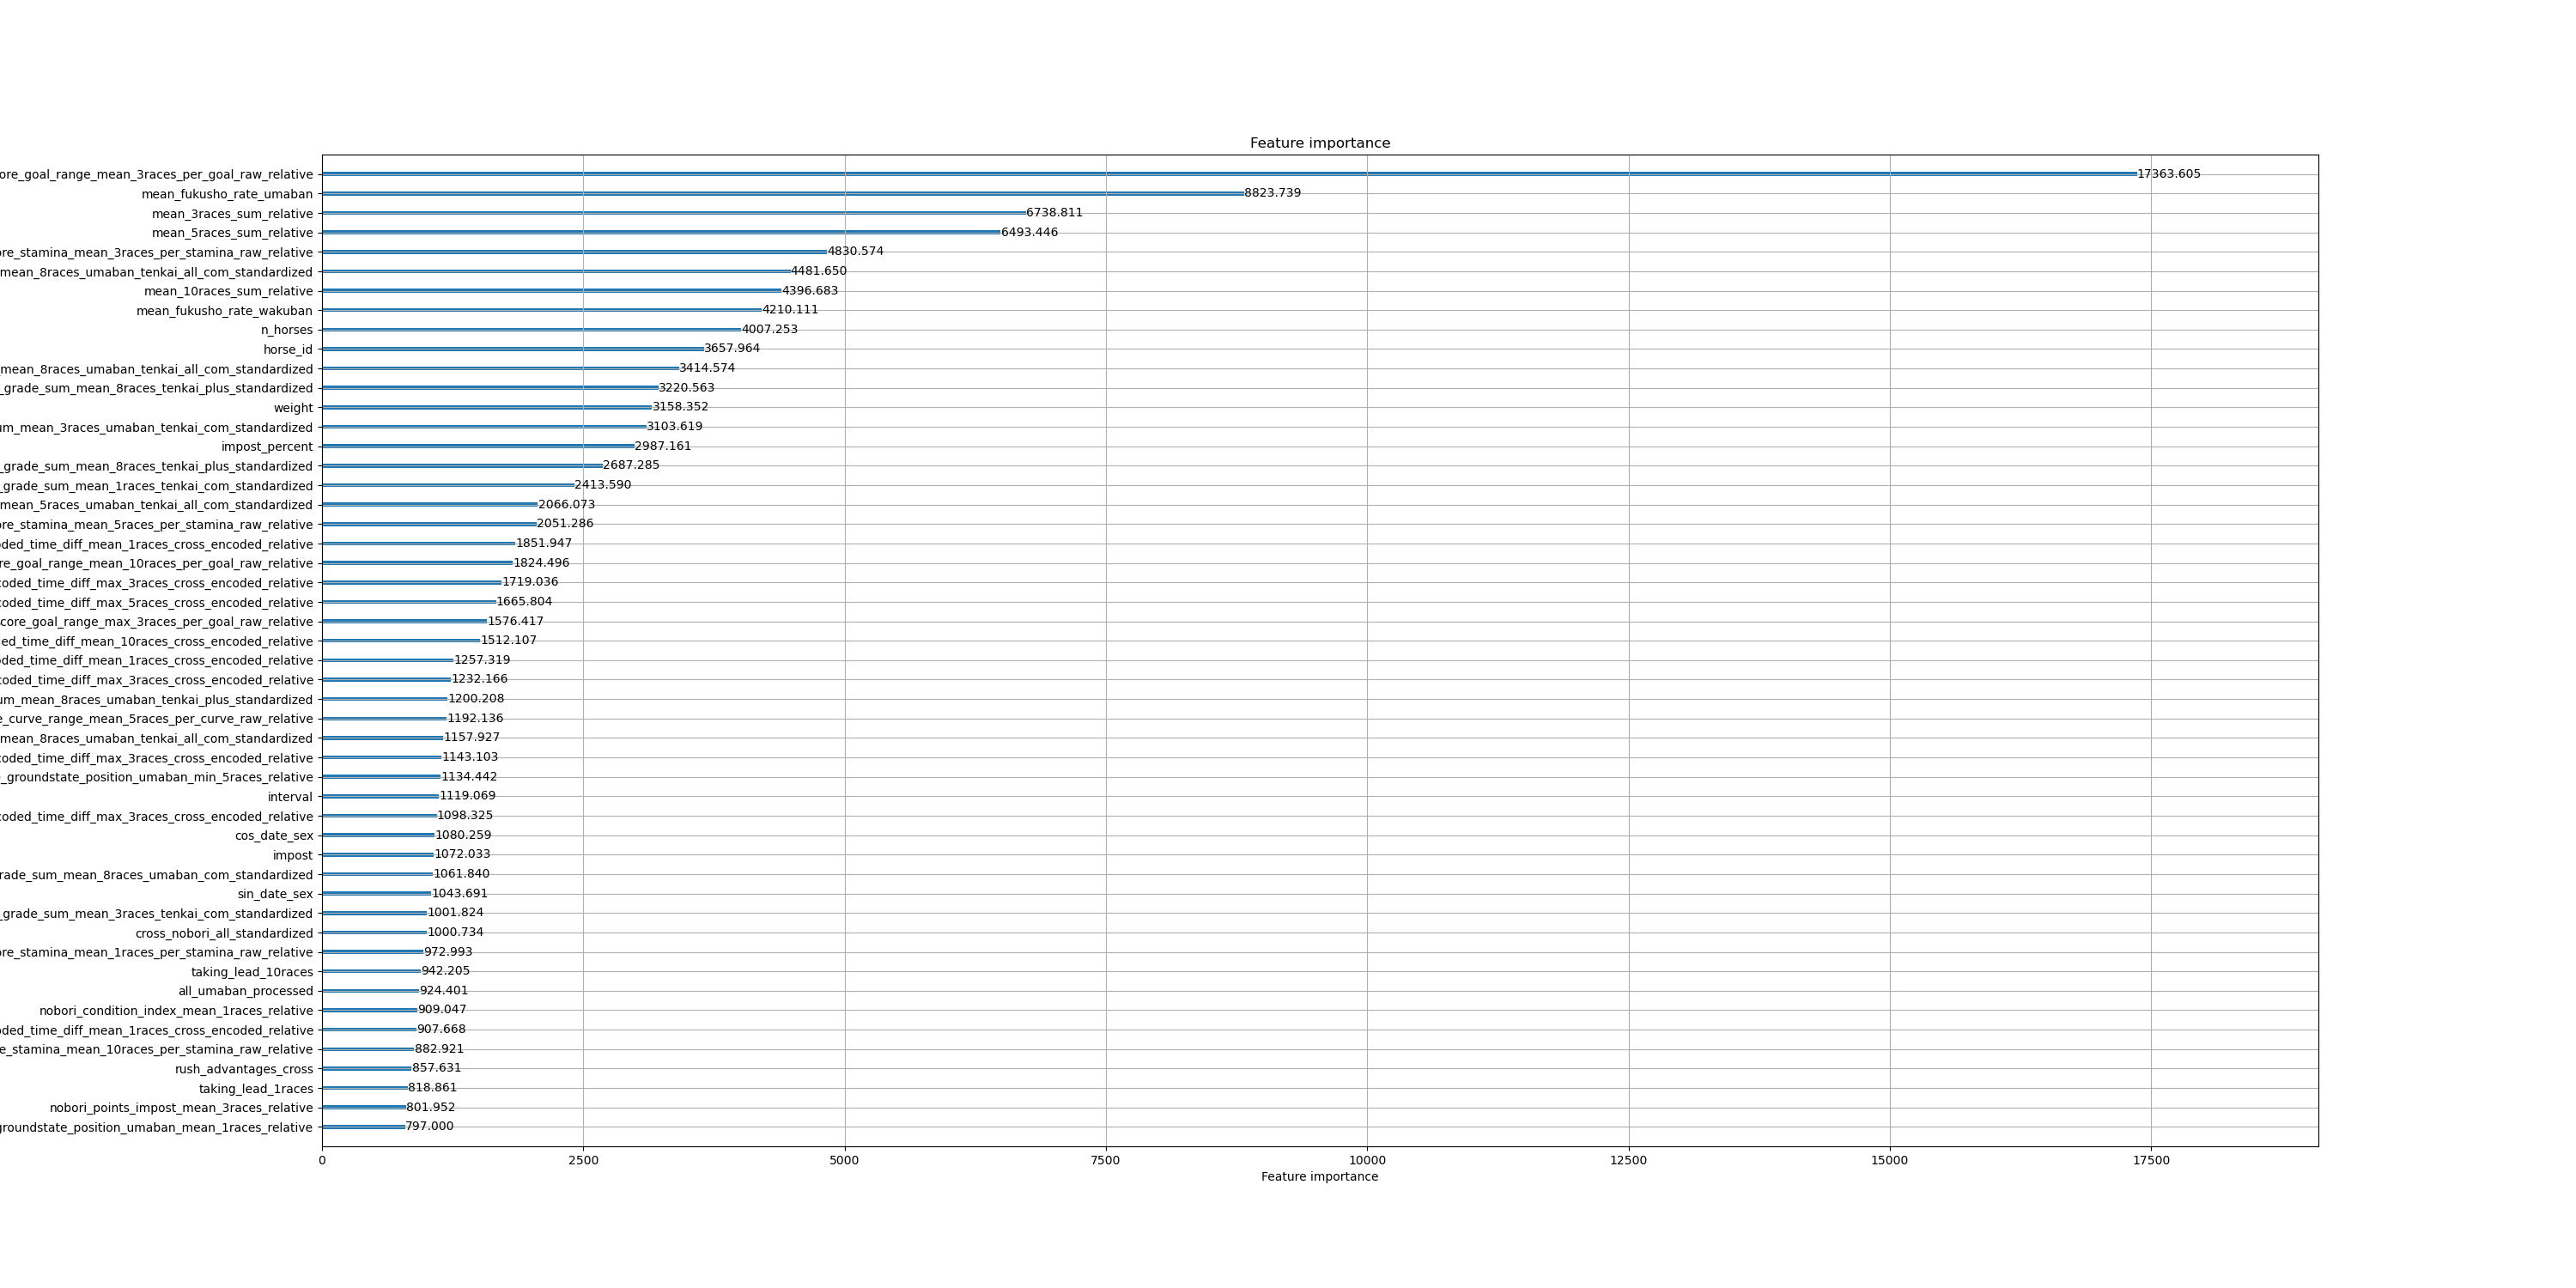 Feature importance
ore_goal_range_mean_3races_per_goal_raw_relative 17363.605
mean_fukusho_rate_umaban 8823.739
mean_3races_sum_relative 6738.811
mean_5races_sum_relative 6493.446
ore_stamina_mean_3races_per_stamina_raw_relative 4830.574
mean_8races_umaban_tenkai_all_com_standardized 4481.650
mean_10races_sum_relative 4396.683
mean_fukusho_rate_wakuban 4210.111
n_horses 4007.253
horse_id 3657.964
mean_8races_umaban_tenkai_all_com_standardized 3414.574
_grade_sum_mean_8races_tenkai_plus_standardized 3220.563
weight 3158.352
um_mean_3races_umaban_tenkai_com_standardized 3103.619
impost_percent 2987.161
_grade_sum_mean_8races_tenkai_plus_standardized 2687.285
_grade_sum_mean_1races_tenkai_com_standardized 2413.590
mean_5races_umaban_tenkai_all_com_standardized 2066.073
ore_stamina_mean_5races_per_stamina_raw_relative 2051.286
oded_time_diff_mean_1races_cross_encoded_relative 1851.947
re_goal_range_mean_10races_per_goal_raw_relative 1824.496
coded_time_diff_max_3races_cross_encoded_relative 1719.036
coded_time_diff_max_5races_cross_encoded_relative 1665.804
core_goal_range_max_3races_per_goal_raw_relative 1576.417
ed_time_diff_mean_10races_cross_encoded_relative 1512.107
oded_time_diff_mean_1races_cross_encoded_relative 1257.319
coded_time_diff_max_3races_cross_encoded_relative 1232.166
um_mean_8races_umaban_tenkai_plus_standardized 1200.208
e_curve_range_mean_5races_per_curve_raw_relative 1192.136
mean_8races_umaban_tenkai_all_com_standardized 1157.927
coded_time_diff_max_3races_cross_encoded_relative 1143.103
_groundstate_position_umaban_min_5races_relative 1134.442
interval 1119.069
coded_time_diff_max_3races_cross_encoded_relative 1098.325
cos_date_sex 1080.259
impost 1072.033
rade_sum_mean_8races_umaban_com_standardized 1061.840
sin_date_sex 1043.691
_grade_sum_mean_3races_tenkai_com_standardized 1001.824
cross_nobori_all_standardized 1000.734
ore_stamina_mean_1races_per_stamina_raw_relative 972.993
taking_lead_10races 942.205
all_umaban_processed 924.401
nobori_condition_index_mean_1races_relative 909.047
oded_time_diff_mean_1races_cross_encoded_relative 907.668
e_stamina_mean_10races_per_stamina_raw_relative 882.921
rush_advantages_cross 857.631
taking_lead_1races 818.861
nobori_points_impost_mean_3races_relative 801.952
groundstate_position_umaban_mean_1races_relative 797.000
0 2500 5000 7500 10000 12500 15000 17500
Feature importance